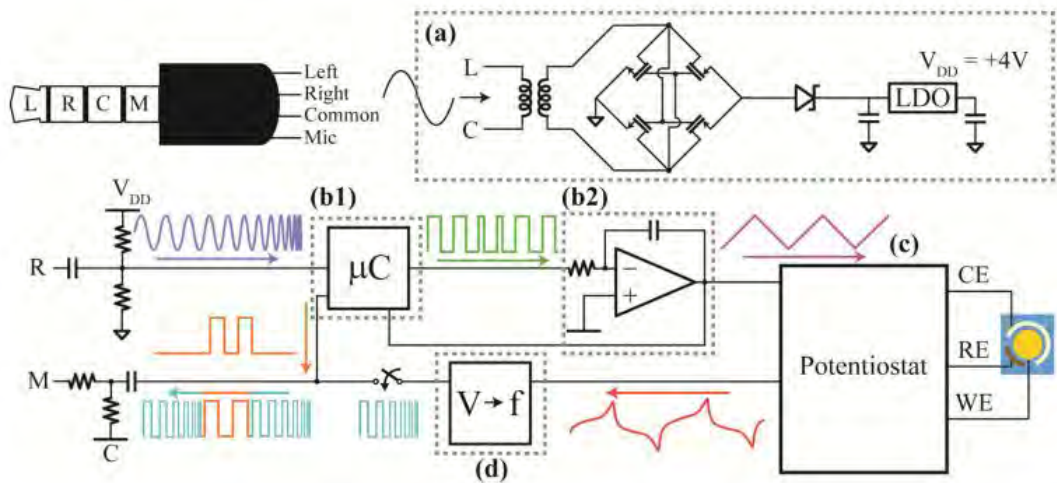 (a)
L R C M
Left
Right
Common
Mic
L
C
V_DD = +4V
LDO
V_DD
(b1)
(b2)
(c)
R
μC
−
+
Potentiostat
CE
RE
WE
M
C
V→f
(d)